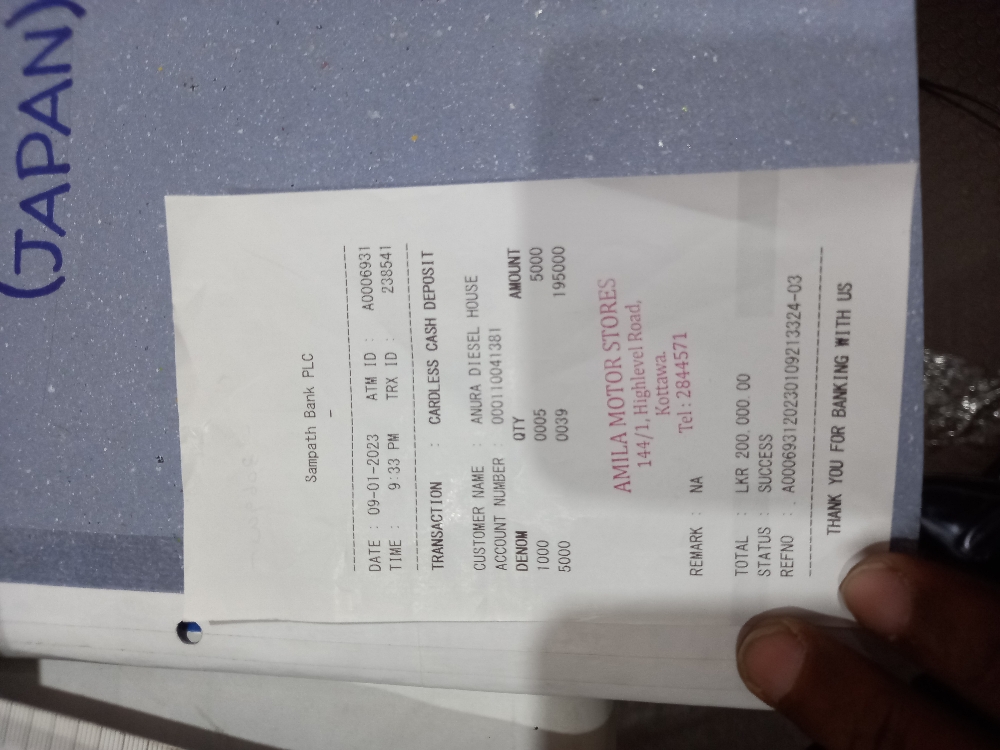 (JAPAN)
Sampath Bank PLC
DATE : 09-01-2023 ATM ID : A0006931
TIME : 9:33 PM TRX ID : 238541
TRANSACTION : CARDLESS CASH DEPOSIT
CUSTOMER NAME : ANURA DIESEL HOUSE
ACCOUNT NUMBER : 000110041381
DENOM QTY AMOUNT
1000 0005 5000
5000 0039 195000
AMILA MOTOR STORES
144/1, Highlevel Road,
Kottawa.
Tel : 2844571
REMARK : NA
TOTAL : LKR 200,000.00
STATUS : SUCCESS
REFNO : A00069312023010921332​4-03
THANK YOU FOR BANKING WITH US